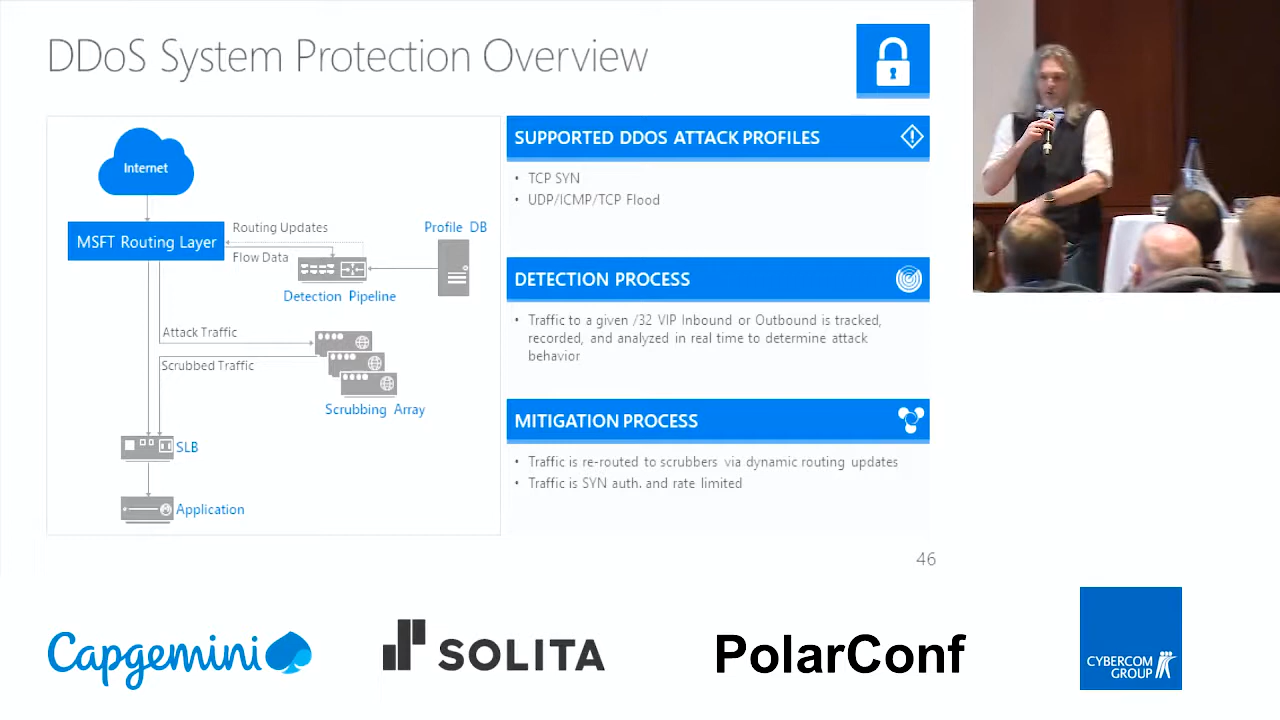 DDoS System Protection Overview
Internet
MSFT Routing Layer
Routing Updates
Flow Data
Profile DB
Detection Pipeline
Attack Traffic
Scrubbed Traffic
Scrubbing Array
SLB
Application
SUPPORTED DDOS ATTACK PROFILES
• TCP SYN
• UDP/ICMP/TCP Flood
DETECTION PROCESS
• Traffic to a given /32 VIP Inbound or Outbound is tracked,
recorded, and analyzed in real time to determine attack
behavior
MITIGATION PROCESS
• Traffic is re-routed to scrubbers via dynamic routing updates
• Traffic is SYN auth. and rate limited
46
Capgemini
SOLITA
PolarConf
CYBERCOM
GROUP